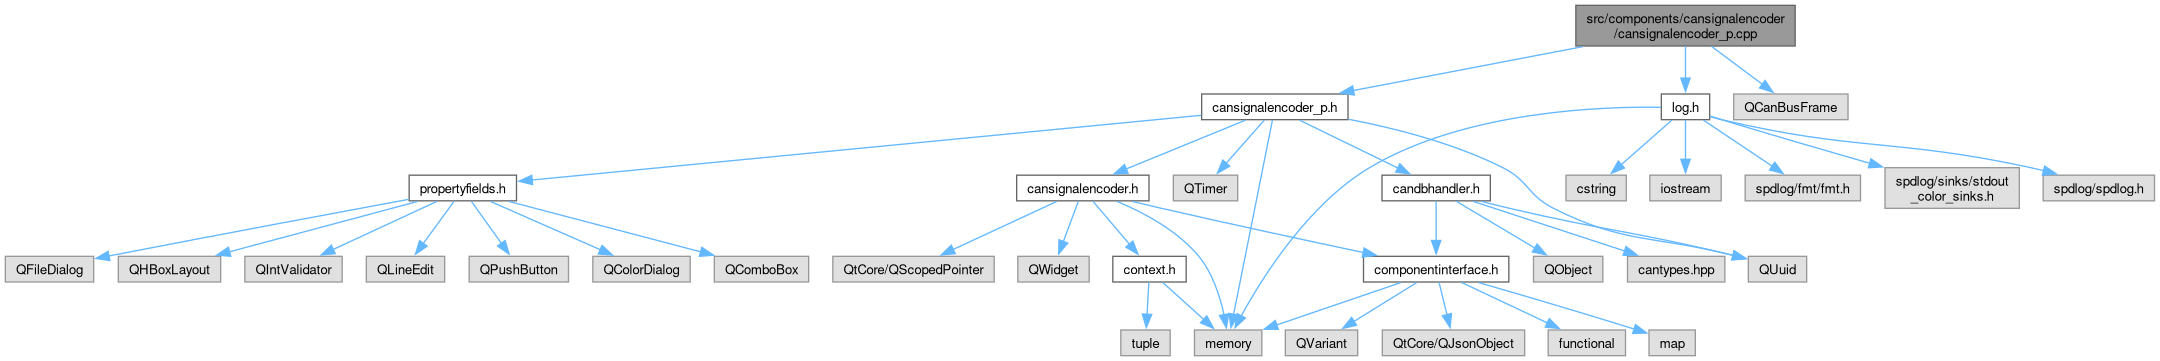 src/components/cansignalencoder
/cansignalencoder_p.cpp
cansignalencoder_p.h
log.h
QCanBusFrame
propertyfields.h
cansignalencoder.h
QTimer
candbhandler.h
cstring
iostream
spdlog/fmt/fmt.h
spdlog/sinks/stdout
_color_sinks.h
spdlog/spdlog.h
QFileDialog
QHBoxLayout
QIntValidator
QLineEdit
QPushButton
QColorDialog
QComboBox
QtCore/QScopedPointer
QWidget
context.h
componentinterface.h
QObject
cantypes.hpp
QUuid
tuple
memory
QVariant
QtCore/QJsonObject
functional
map